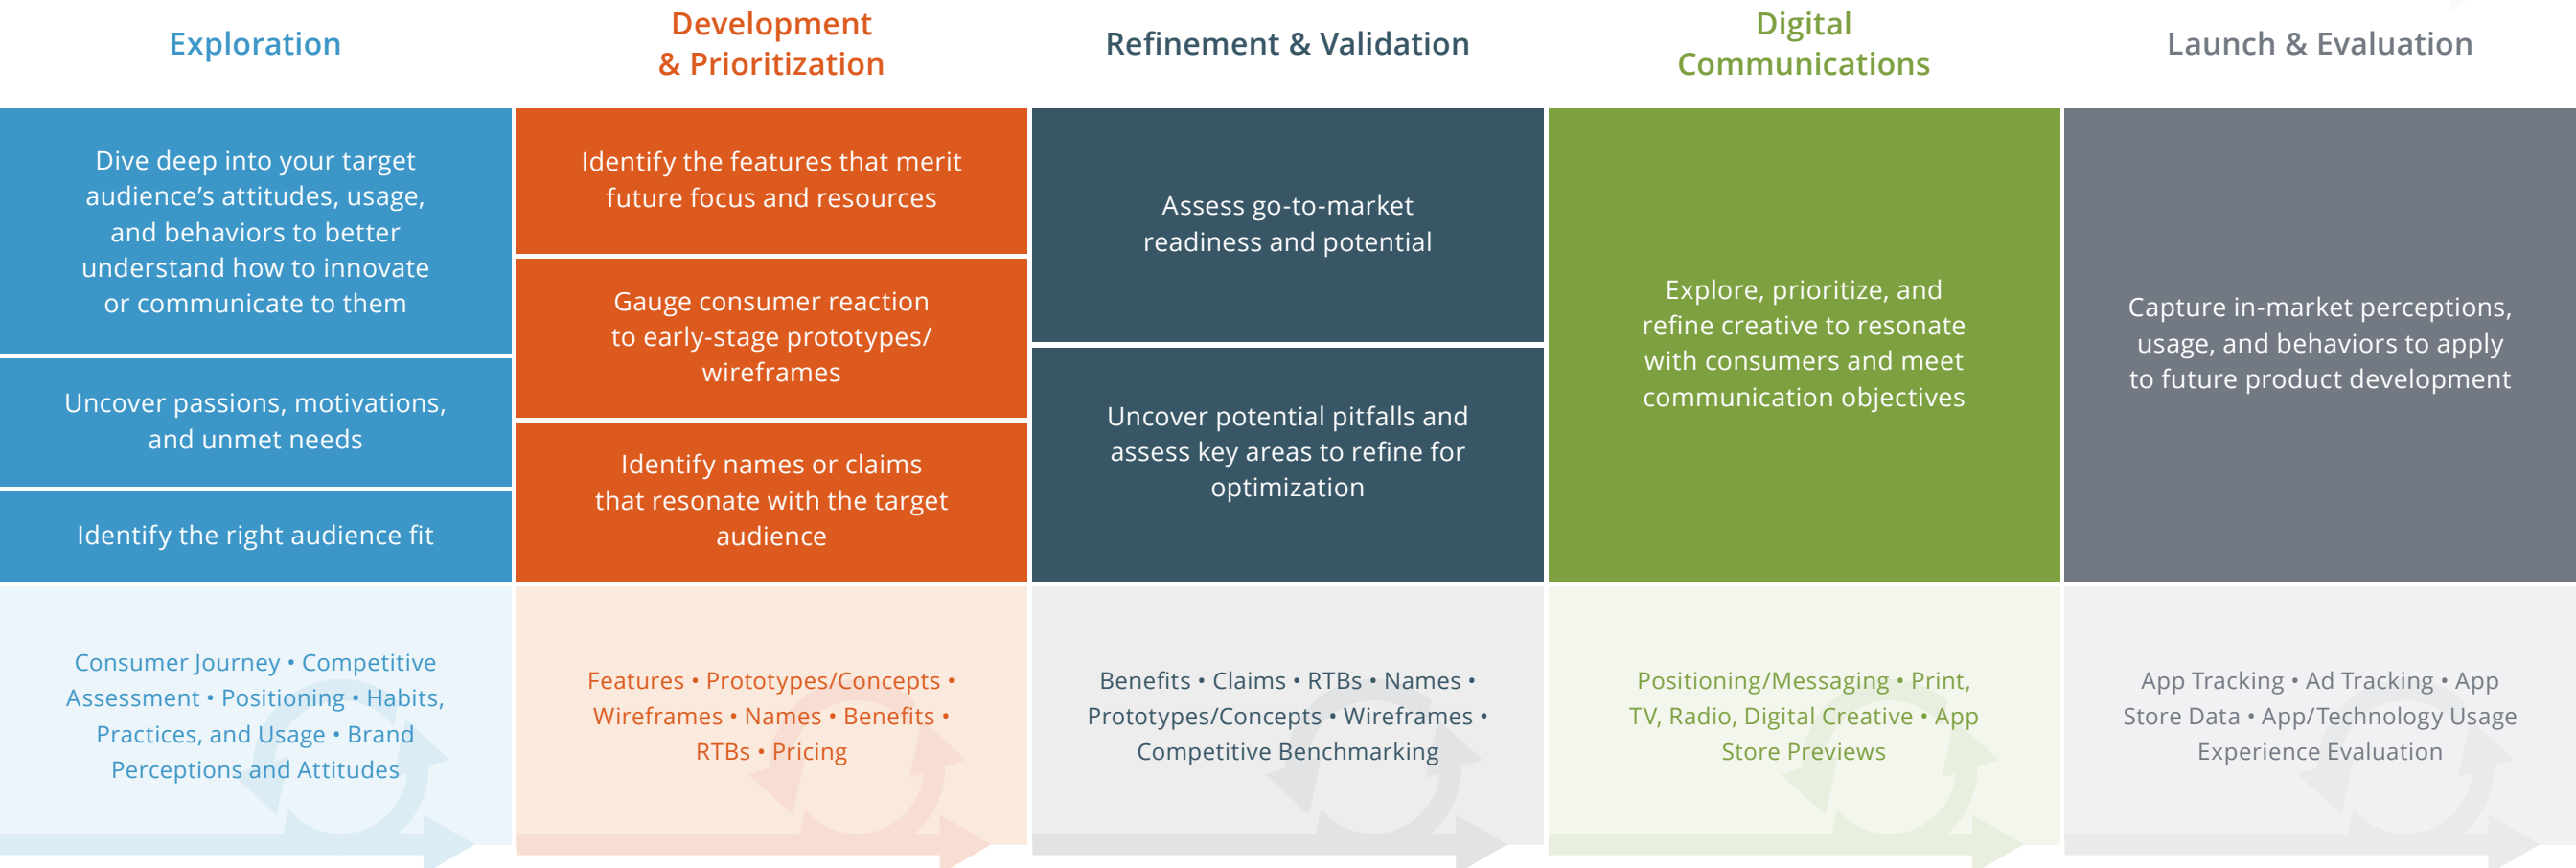 Exploration
Development
& Prioritization
Refinement & Validation
Digital
Communications
Launch & Evaluation
Dive deep into your target
audience’s attitudes, usage,
and behaviors to better
understand how to innovate
or communicate to them
Uncover passions, motivations,
and unmet needs
Identify the right audience fit
Identify the features that merit
future focus and resources
Gauge consumer reaction
to early-stage prototypes/
wireframes
Identify names or claims
that resonate with the target
audience
Assess go-to-market
readiness and potential
Uncover potential pitfalls and
assess key areas to refine for
optimization
Explore, prioritize, and
refine creative to resonate
with consumers and meet
communication objectives
Capture in-market perceptions,
usage, and behaviors to apply
to future product development
Consumer Journey • Competitive
Assessment • Positioning • Habits,
Practices, and Usage • Brand
Perceptions and Attitudes
Features • Prototypes/Concepts •
Wireframes • Names • Benefits •
RTBs • Pricing
Benefits • Claims • RTBs • Names •
Prototypes/Concepts • Wireframes •
Competitive Benchmarking
Positioning/Messaging • Print,
TV, Radio, Digital Creative • App
Store Previews
App Tracking • Ad Tracking • App
Store Data • App/Technology Usage
Experience Evaluation